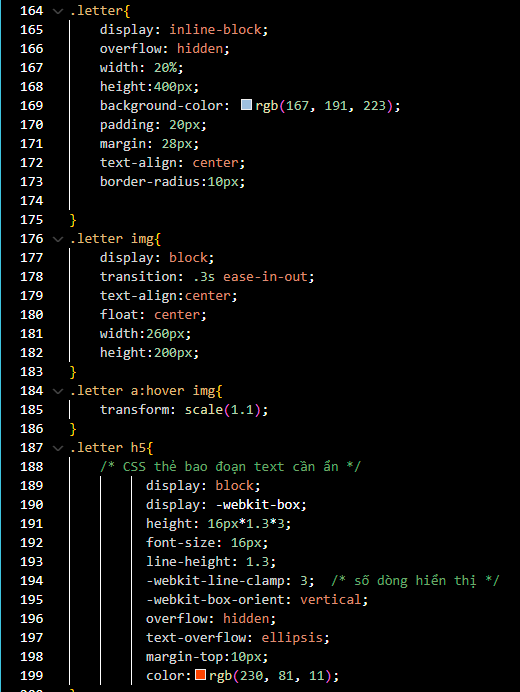 164 .letter{
165 display: inline-block;
166 overflow: hidden;
167 width: 20%;
168 height:400px;
169 background-color: rgb(167, 191, 223);
170 padding: 20px;
171 margin: 28px;
172 text-align: center;
173 border-radius:10px;
174
175 }
176 .letter img{
177 display: block;
178 transition: .3s ease-in-out;
179 text-align:center;
180 float: center;
181 width:260px;
182 height:200px;
183 }
184 .letter a:hover img{
185 transform: scale(1.1);
186 }
187 .letter h5{
188 /* CSS thẻ bao đoạn text cần ẩn */
189 display: block;
190 display: -webkit-box;
191 height: 16px*1.3*3;
192 font-size: 16px;
193 line-height: 1.3;
194 -webkit-line-clamp: 3; /* số dòng hiển thị */
195 -webkit-box-orient: vertical;
196 overflow: hidden;
197 text-overflow: ellipsis;
198 margin-top:10px;
199 color: rgb(230, 81, 11);